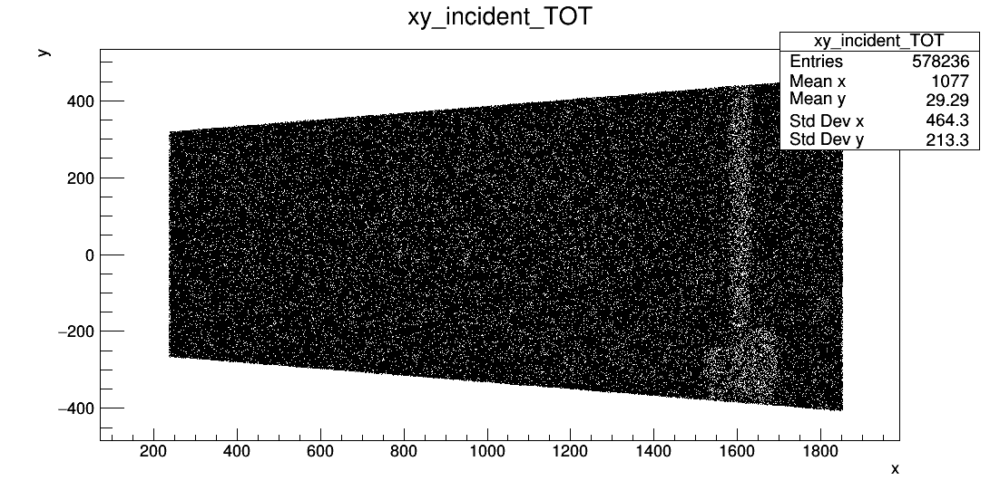 xy_incident_TOT
y
xy_incident_TOT
Entries 578236
Mean x 1077
Mean y 29.29
Std Dev x 464.3
Std Dev y 213.3
400
200
0
−200
−400
200 400 600 800 1000 1200 1400 1600 1800
x